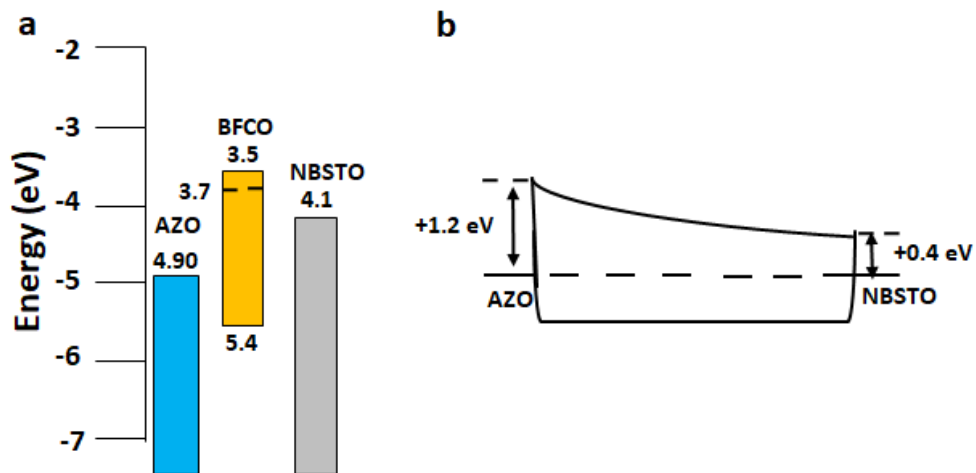 a
Energy (eV)
-2
-3
-4
-5
-6
-7
AZO
4.90
BFCO
3.5
3.7
5.4
NBSTO
4.1
b
+1.2 eV
+0.4 eV
AZO
NBSTO